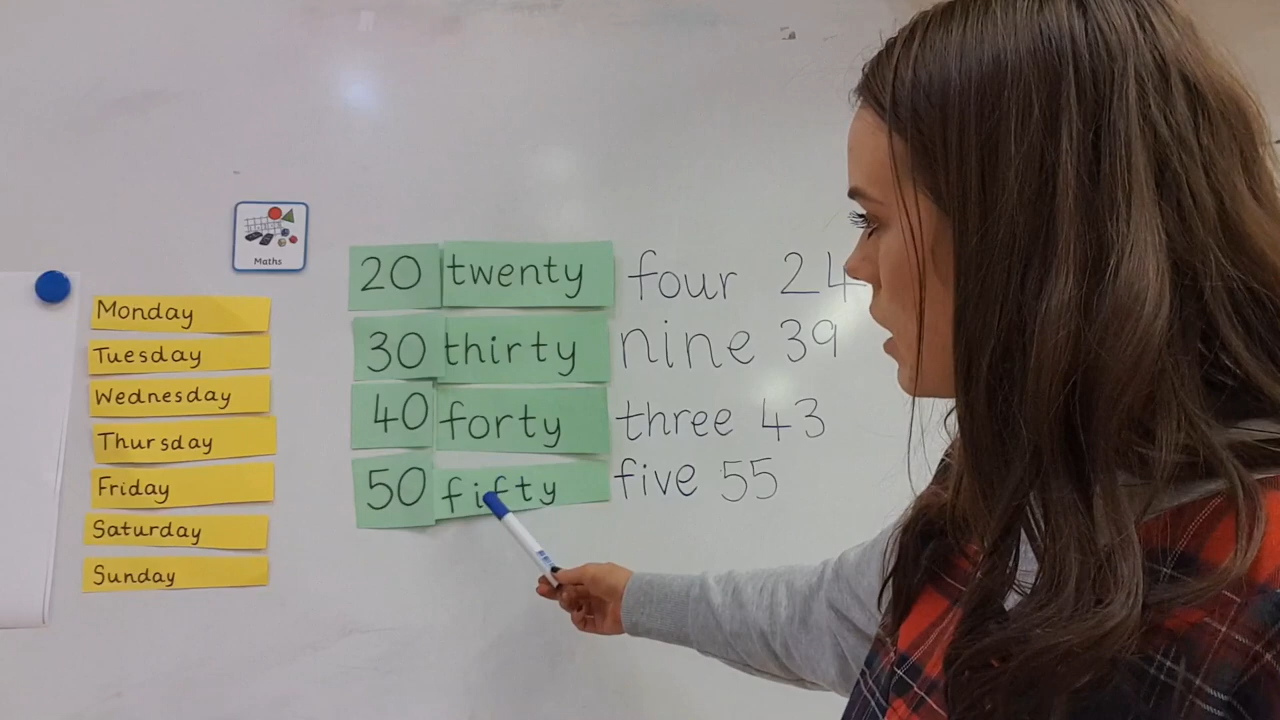 Maths
Monday
Tuesday
Wednesday
Thursday
Friday
Saturday
Sunday
20 twenty four 24
30 thirty nine 39
40 forty three 43
50 fifty five 55